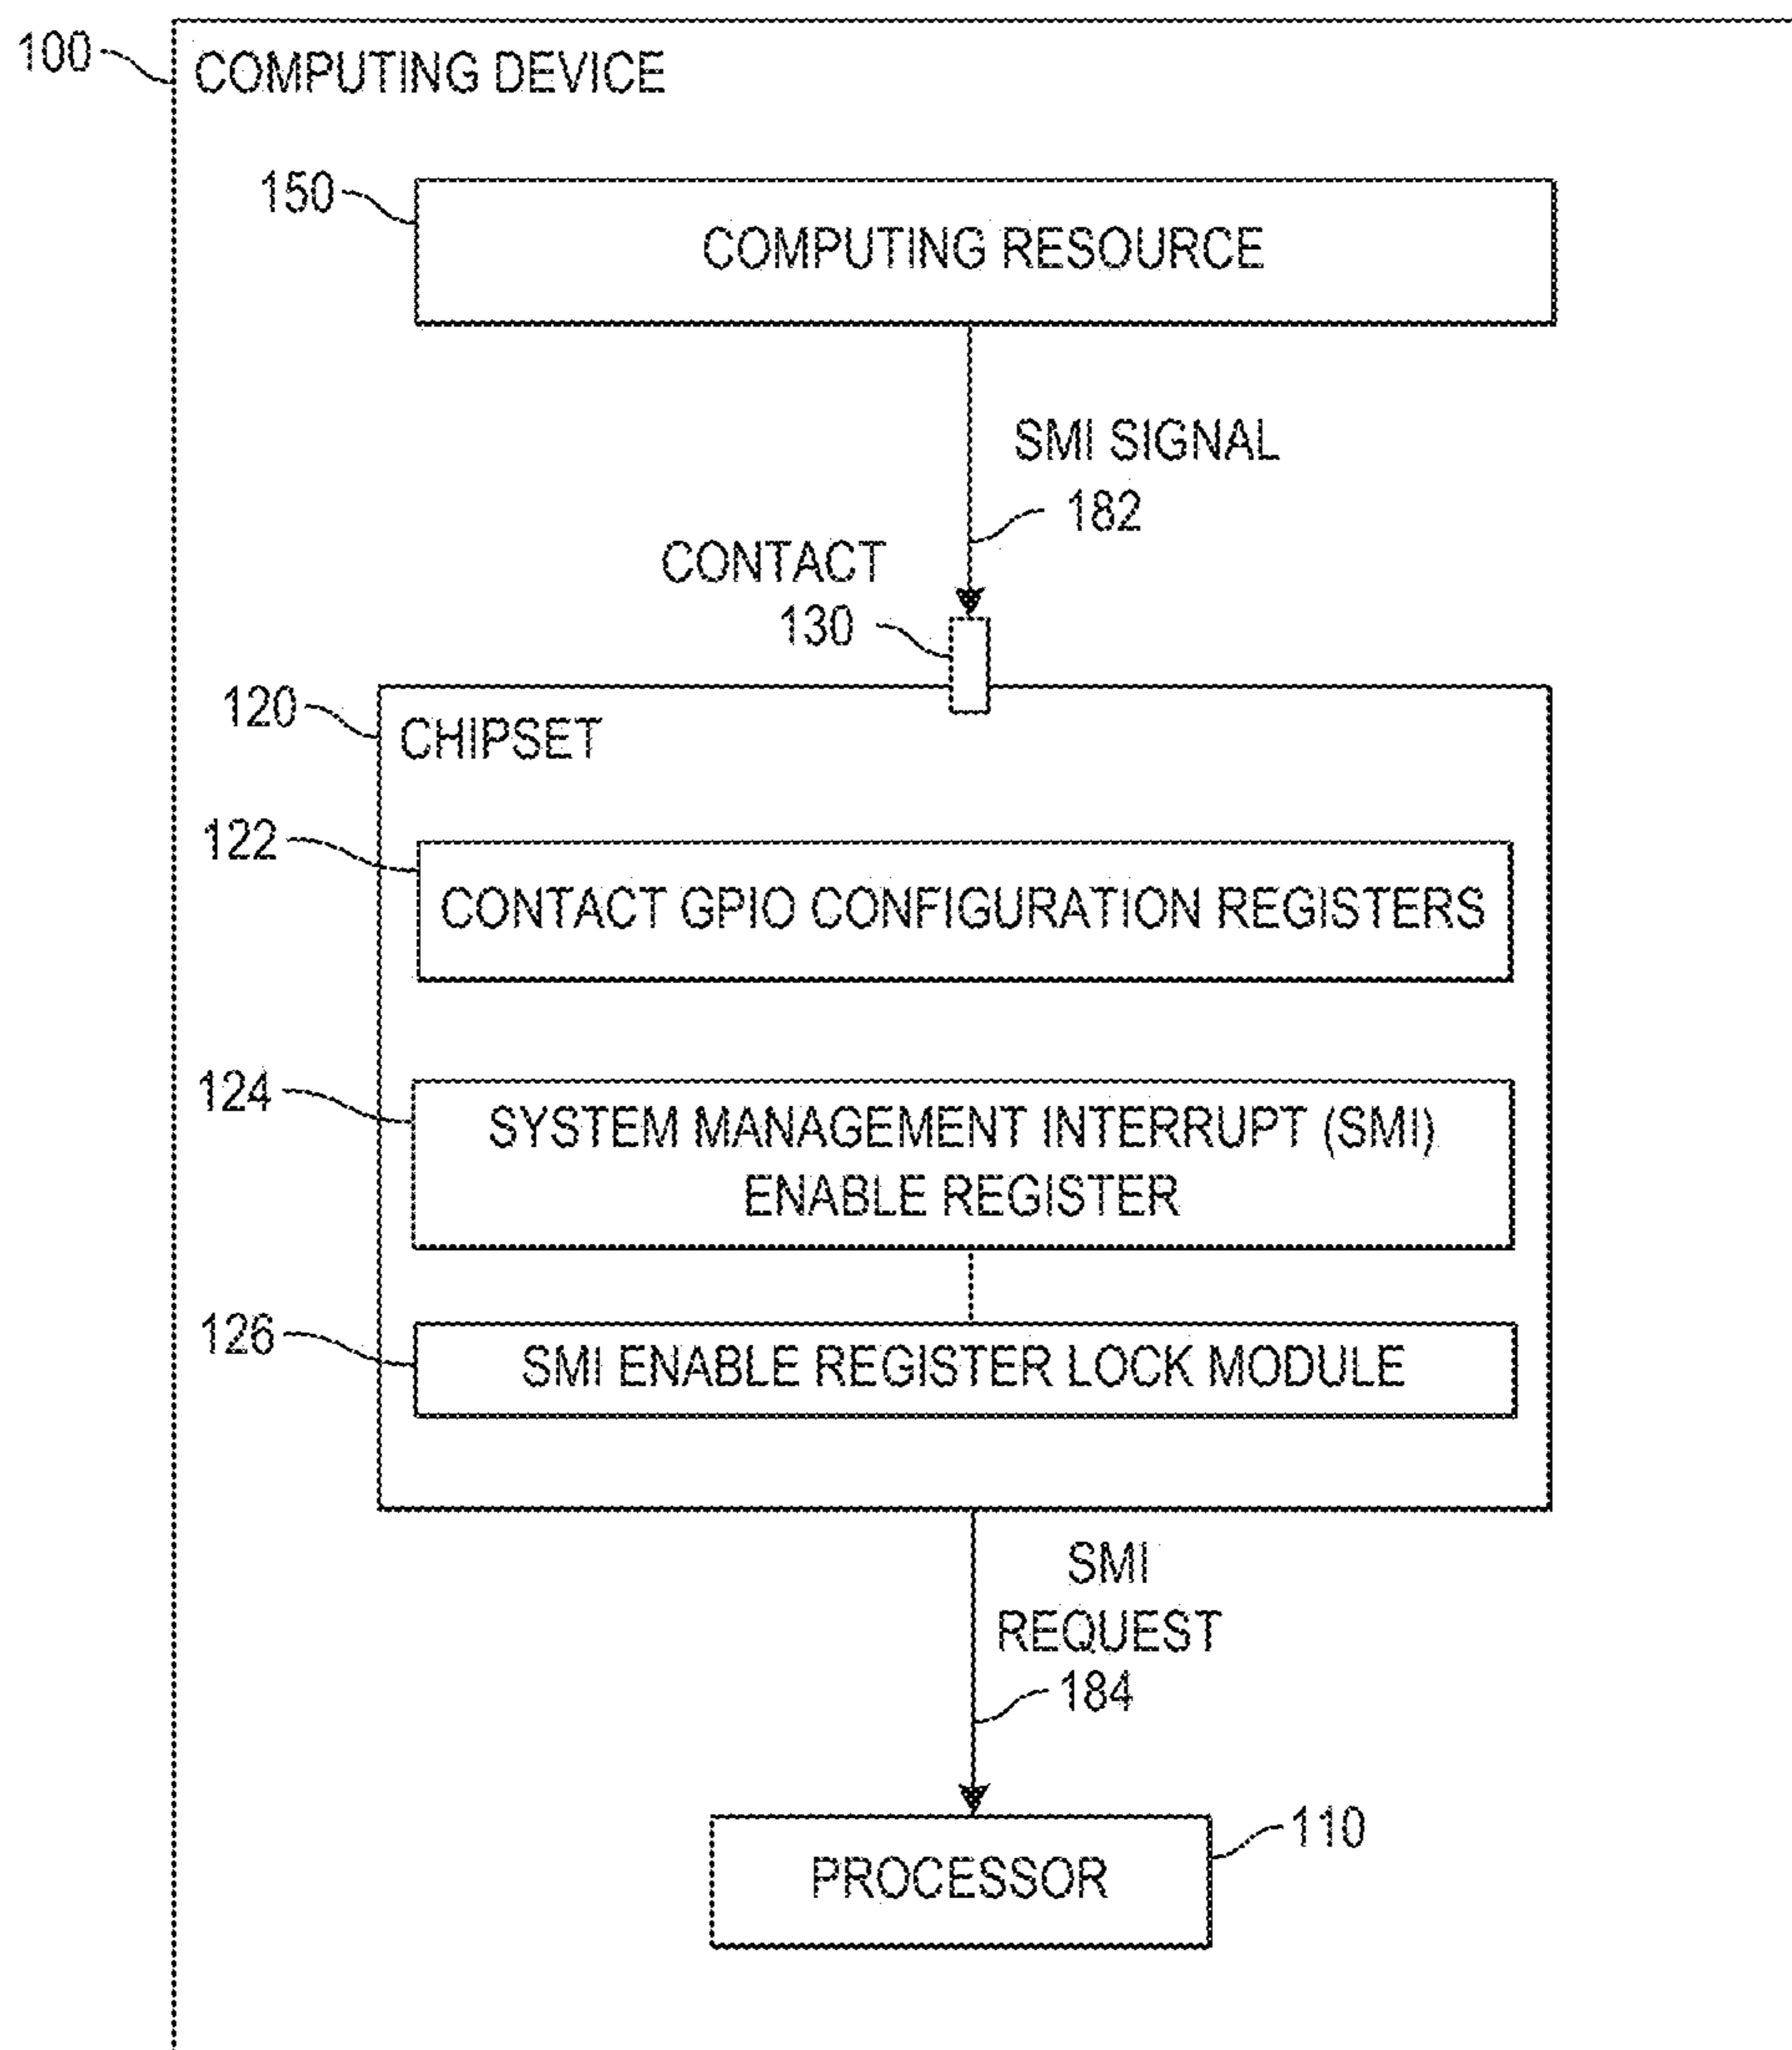 100
COMPUTING DEVICE
150
COMPUTING RESOURCE
SMI SIGNAL
182
CONTACT
130
120
CHIPSET
122
CONTACT GPIO CONFIGURATION REGISTERS
124
SYSTEM MANAGEMENT INTERRUPT (SMI)
ENABLE REGISTER
126
SMI ENABLE REGISTER LOCK MODULE
SMI
REQUEST
184
110
PROCESSOR